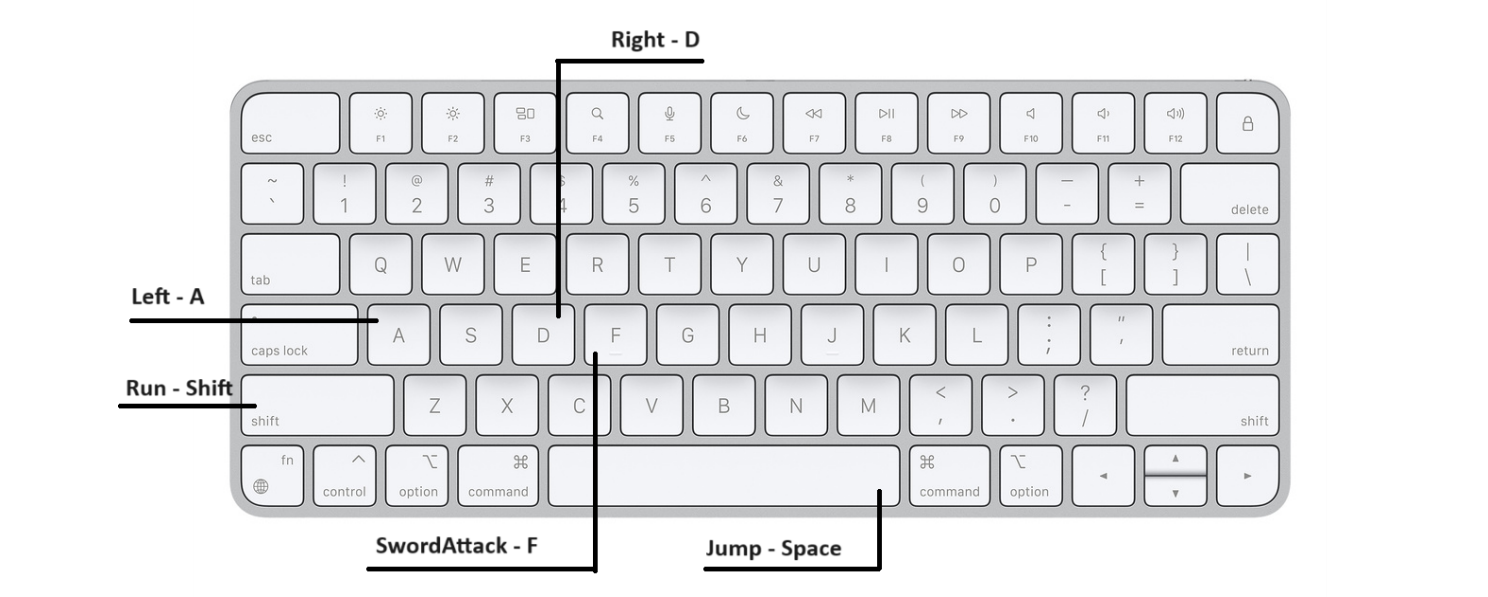 Right - D
esc F1 F2 F3 F4 F5 F6 F7 F8 F9 F10 F11 F12
~ ! @ # $ % ^ & * ( ) — +
` 1 2 3 4 5 6 7 8 9 0 - = delete
tab Q W E R T Y U I O P { [ } ] | \
Left - A
caps lock A S D F G H J K L : ; " ' return
Run - Shift
shift Z X C V B N M < , > . ? / shift
fn ⌥ ⌘ ⌘ ⌥
control option command command option
SwordAttack - F
Jump - Space